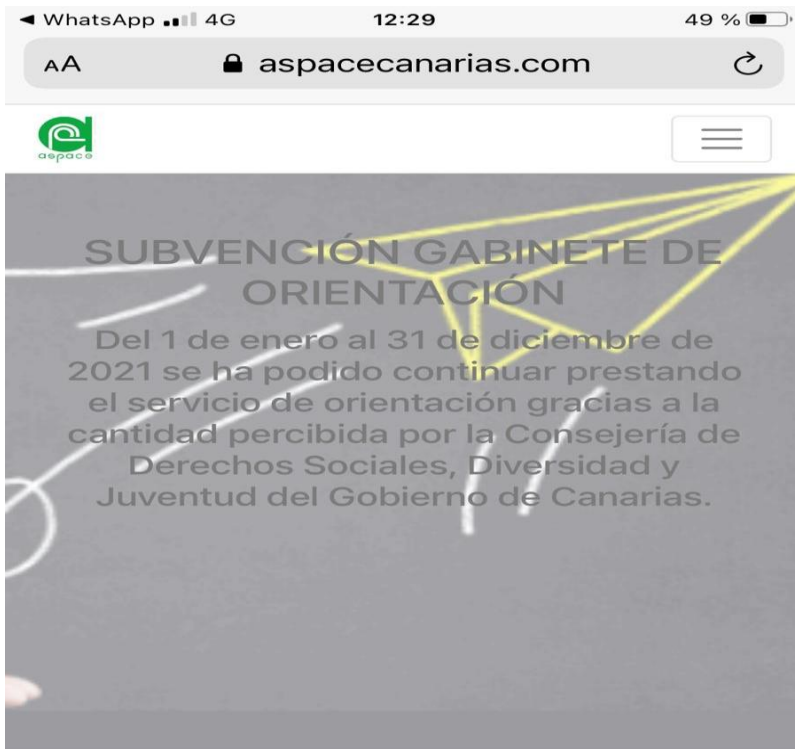 WhatsApp 4G 12:29 49 %
AA aspacecanarias.com
aspace
SUBVENCIÓN GABINETE DE
ORIENTACIÓN
Del 1 de enero al 31 de diciembre de
2021 se ha podido continuar prestando
el servicio de orientación gracias a la
cantidad percibida por la Consejería de
Derechos Sociales, Diversidad y
Juventud del Gobierno de Canarias.